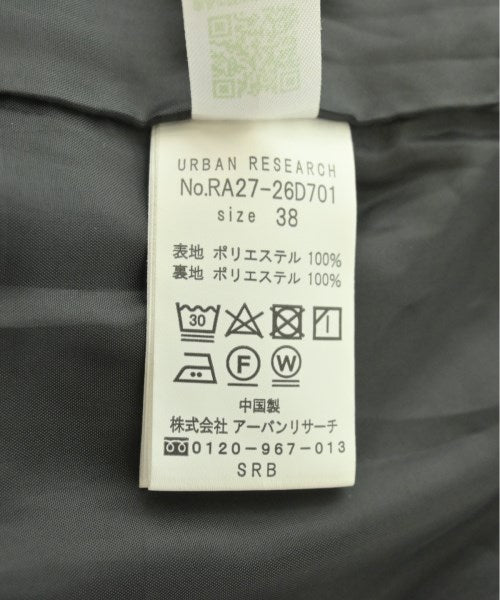 URBAN RESEARCH
No.RA27-26D701
size 38
表地 ポリエステル 100%
裏地 ポリエステル 100%
30
F W
中国製
株式会社 アーバンリサーチ
0120-967-013
SRB